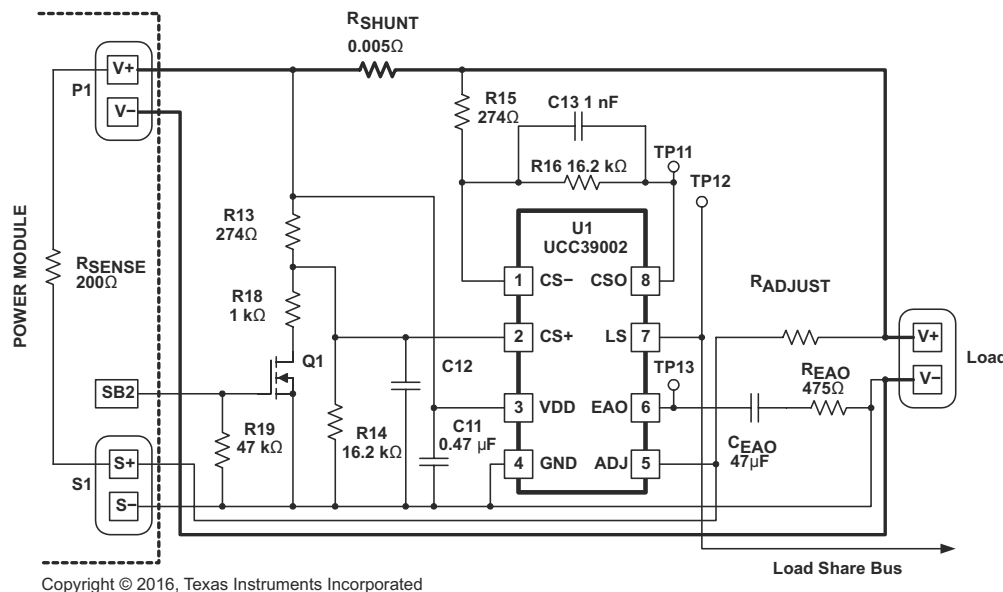 RSHUNT
0.005Ω
P1
V+
V−
R15
274Ω
C13 1 nF
R16 16.2 kΩ
TP11
TP12
POWER MODULE
RSENSE
200Ω
R13
274Ω
R18
1 kΩ
Q1
SB2
R19
47 kΩ
R14
16.2 kΩ
C12
C11
0.47 µF
U1
UCC39002
1 CS− CSO 8
2 CS+ LS 7
3 VDD EAO 6
4 GND ADJ 5
RADJUST
V+
V−
Load
TP13
REAO
475Ω
CEAO
47µF
S1
S+
S−
Load Share Bus
Copyright © 2016, Texas Instruments Incorporated